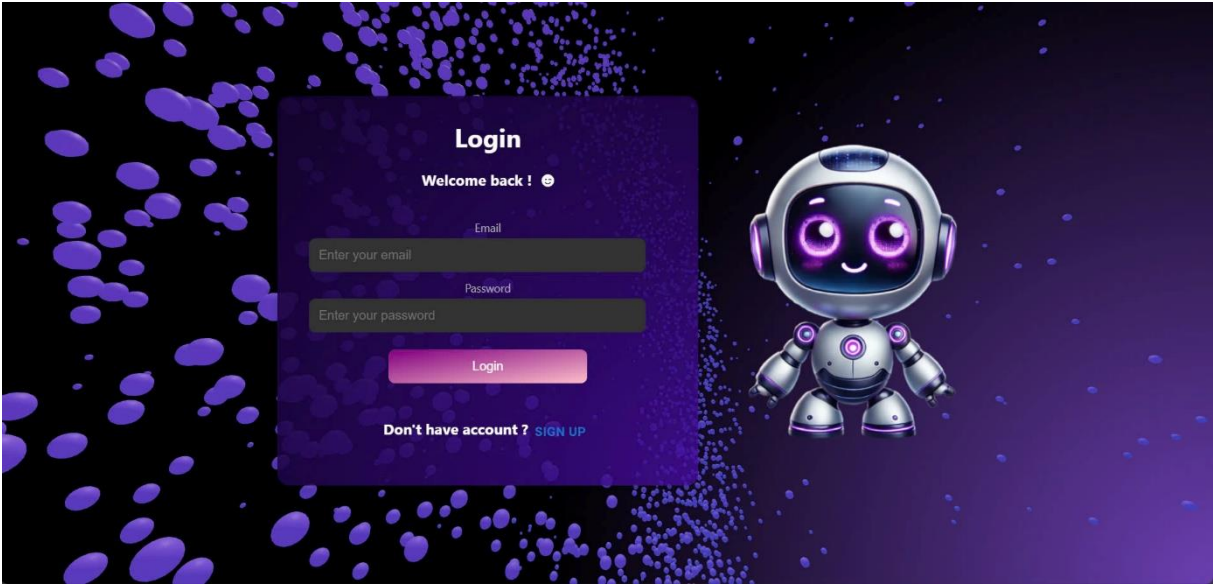 Login
Welcome back ! ☻
Email
Enter your email
Password
Enter your password
Login
Don't have account ? SIGN UP